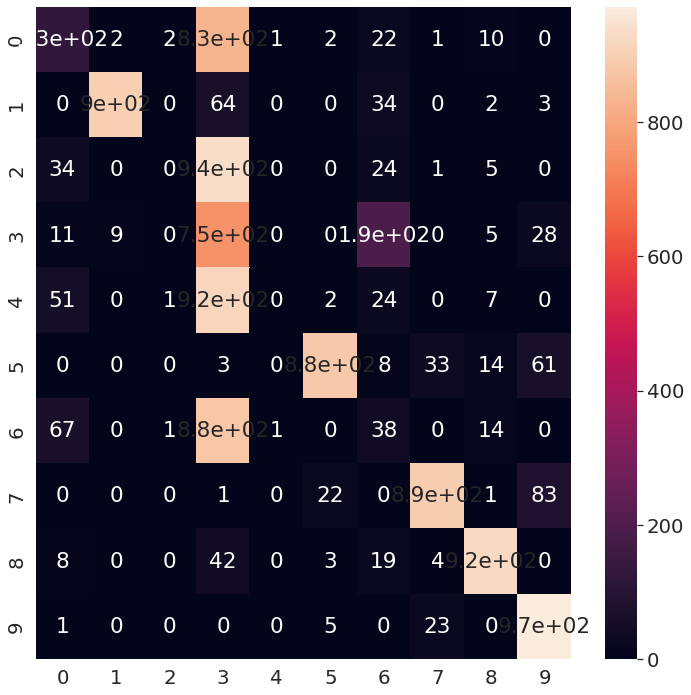 0 3e+02 2 2 8.3e+02 1 2 22 1 10 0
1 0 9e+02 0 64 0 0 34 0 2 3
2 34 0 0 9.4e+02 0 0 24 1 5 0
3 11 9 0 7.5e+02 0 0 1.9e+02 0 5 28
4 51 0 1 9.2e+02 0 2 24 0 7 0
5 0 0 0 3 0 8.8e+02 8 33 14 61
6 67 0 1 8.8e+02 1 0 38 0 14 0
7 0 0 0 1 0 22 0 8.9e+02 1 83
8 8 0 0 42 0 3 19 4 9.2e+02 0
9 1 0 0 0 0 5 0 23 0 9.7e+02
0 1 2 3 4 5 6 7 8 9
800
600
400
200
0